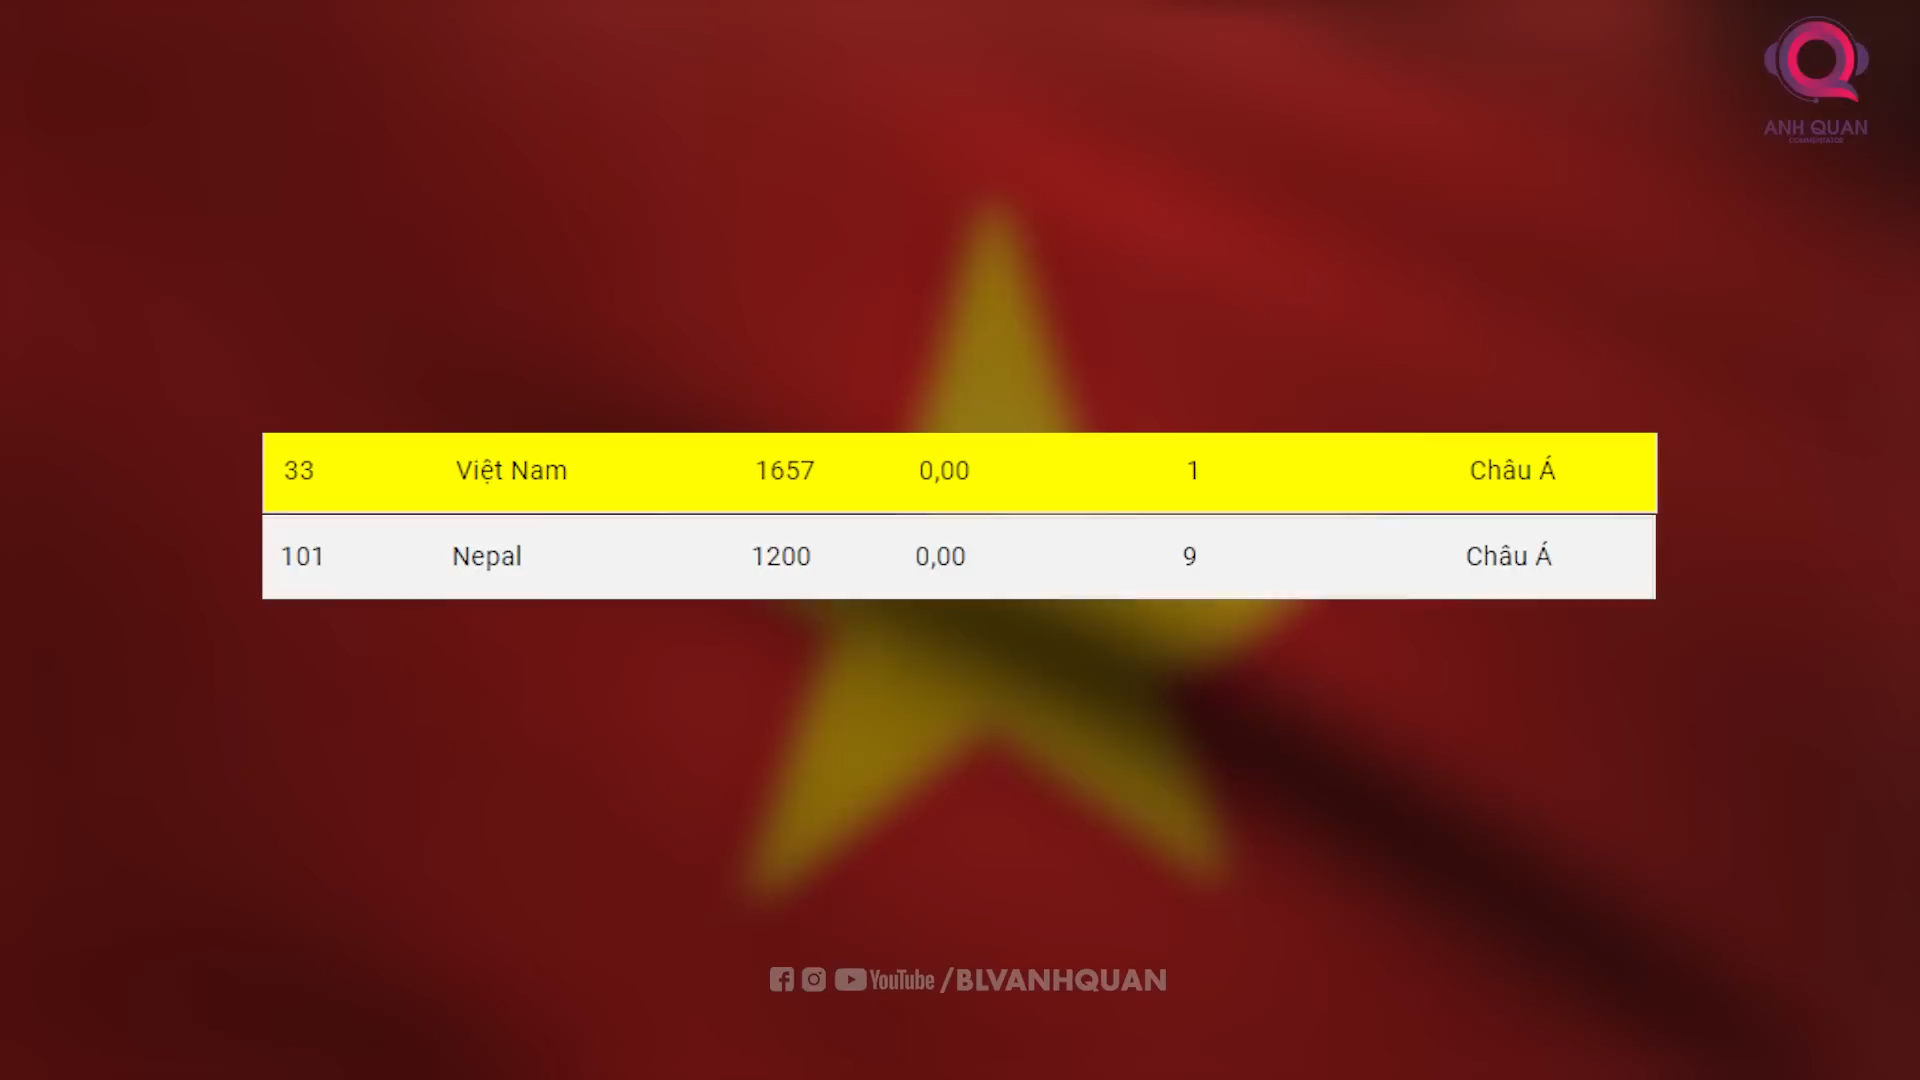 ANH QUAN
COMMENTATOR
33 Việt Nam 1657 0,00 1 Châu Á
101 Nepal 1200 0,00 9 Châu Á
YouTube /BLVANHQUAN